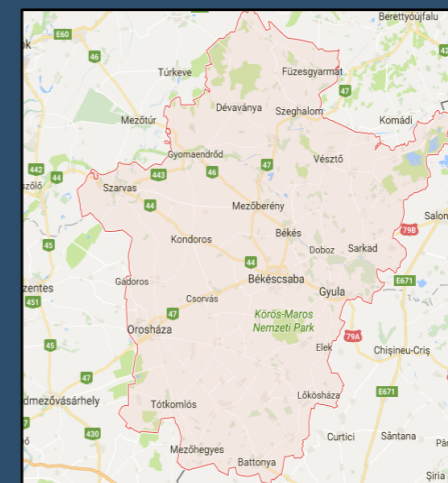 Berettyóújfalu
E60
46
Túrkeve
Füzesgyarmat
47
Dévaványa
Szeghalom
Mezőtúr
Komádi
Gyomaendrőd
442
44
443
46
47
Vésztő
Szarvas
44
Mezőberény
79B
Salon
45
Kondoros
Békés
Doboz
Sarkad
44
Békéscsaba
E671
zentes
Gádoros
Gyula
451
Csorvás
47
Körös-Maros
Nemzeti Park
Orosháza
79A
45
Elek
Chișineu-Criș
47
E671
dmezővásárhely
Tótkomlós
Lőkösháza
430
Curtici
Sântana
Mezőhegyes
Battonya
Șiria